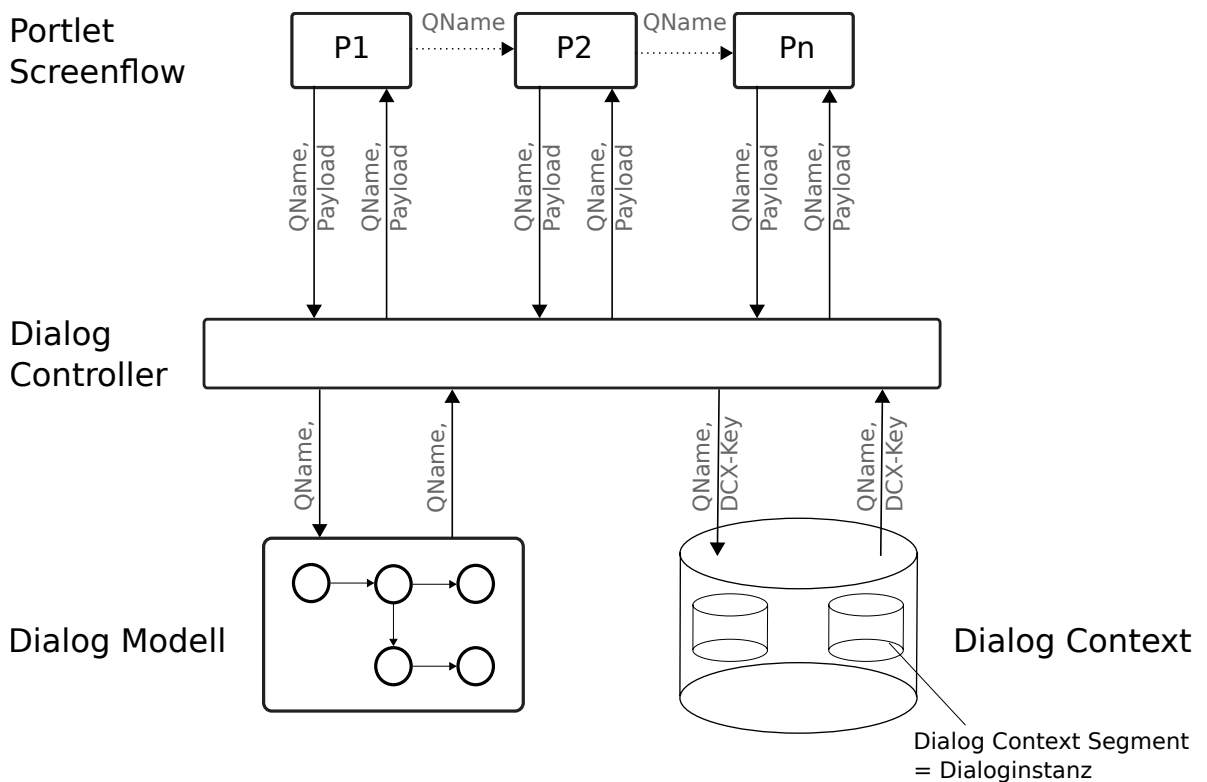 Portlet
Screenflow
P1
QName
P2
QName
Pn
QName,
Payload
QName,
Payload
QName,
Payload
QName,
Payload
QName,
Payload
QName,
Payload
Dialog
Controller
QName,
QName,
QName,
DCX-Key
QName,
DCX-Key
Dialog Modell
Dialog Context
Dialog Context Segment
= Dialoginstanz